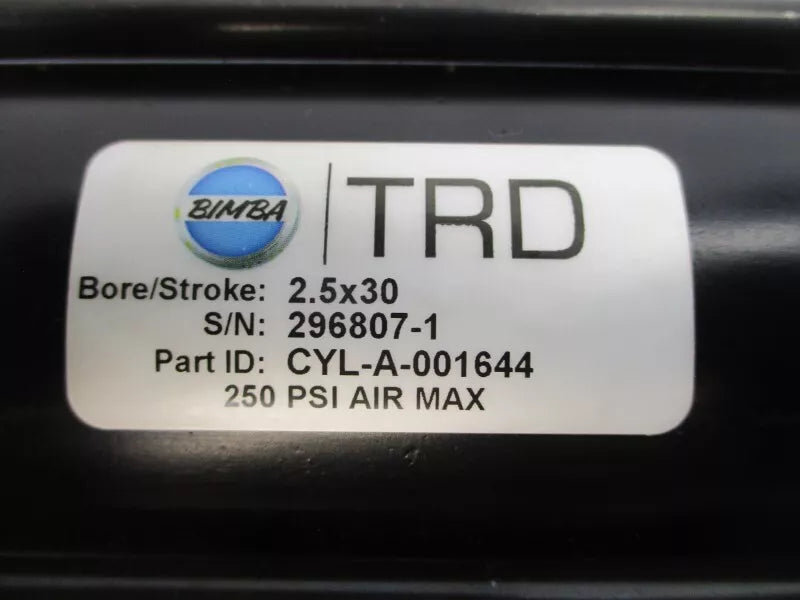 BIMBA TRD
Bore/Stroke: 2.5x30
S/N: 296807-1
Part ID: CYL-A-001644
250 PSI AIR MAX